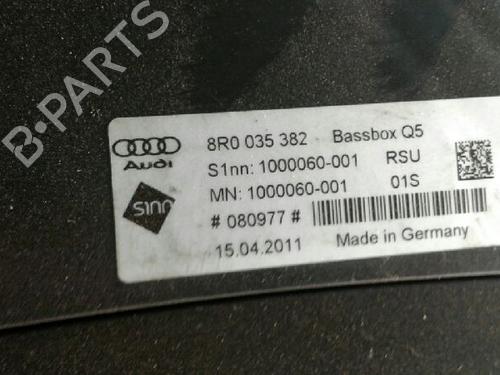 B-PARTS
8R0 035 382 Bassbox Q5
Audi
S1nn: 1000060-001 RSU
MN: 1000060-001 01S
s1nn
# 080977 #
15.04.2011 Made in Germany